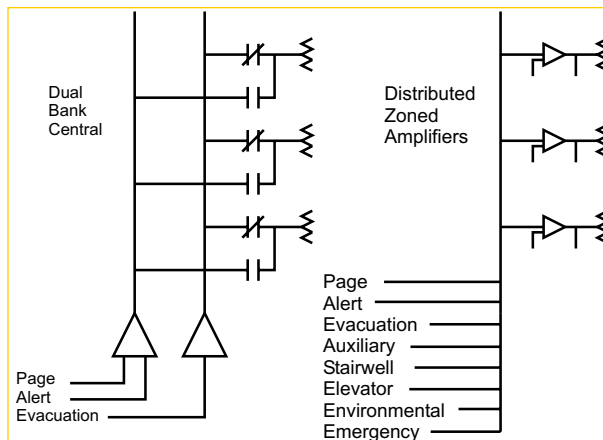 Dual
Bank
Central
Page
Alert
Evacuation
Distributed
Zoned
Amplifiers
Page
Alert
Evacuation
Auxiliary
Stairwell
Elevator
Environmental
Emergency